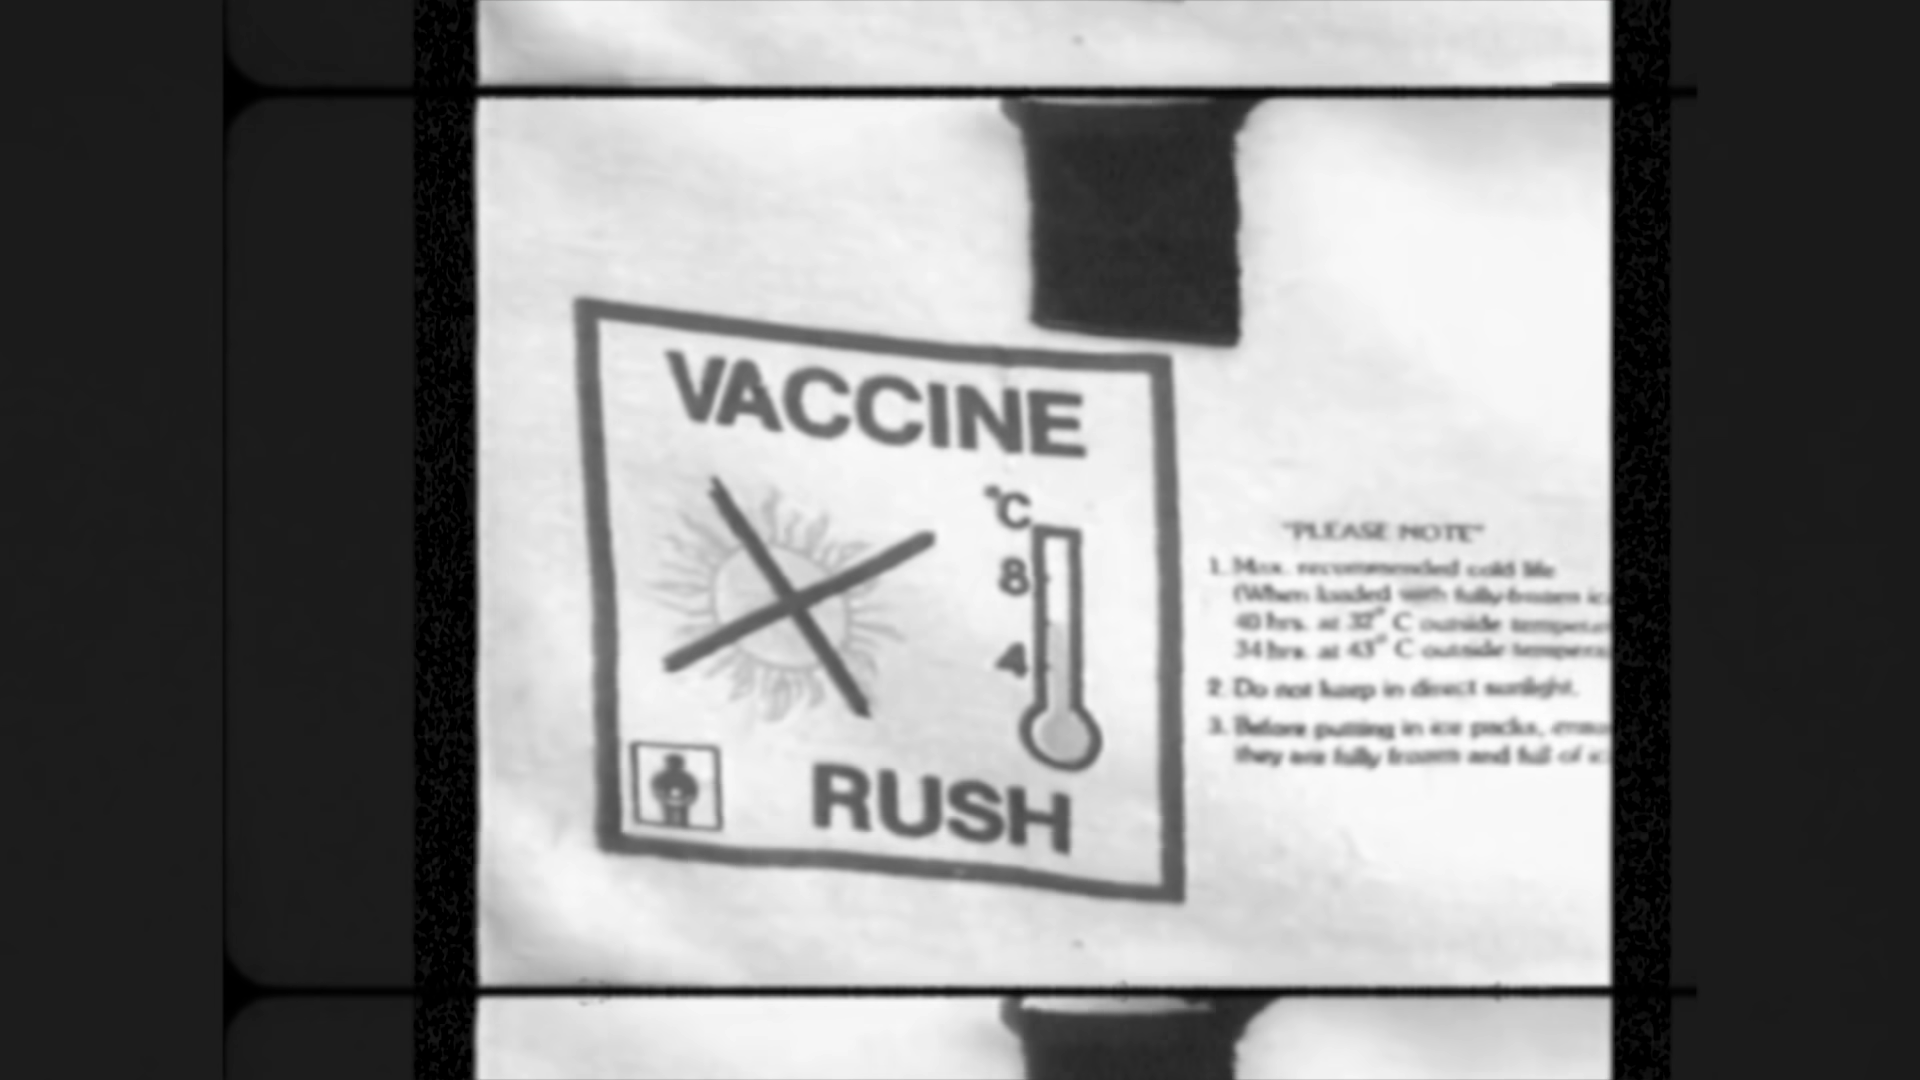 VACCINE
°C
8
4
RUSH
"PLEASE NOTE"
1. Max. recommended cold life
(When loaded with fully-frozen
40 hrs. at 32° C outside
34 hrs. at 43° C outside
2. Do not keep in direct sunlight.
3. Before putting in ice packs,
they are fully frozen and full of